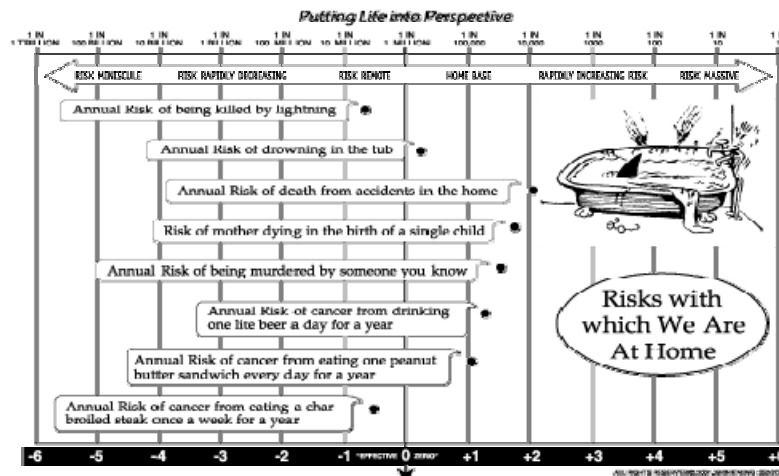 Putting Life into Perspective
1 IN 1 IN 1 IN 1 IN 1 IN 1 IN 1 IN 1 IN 1 IN 1 IN 1 IN 1 IN
1 TRILLION 100 BILLION 10 BILLION 1 BILLION 100 MILLION 10 MILLION 1 MILLION 100,000 10,000 1000 100 10
RISK MINISCULE RISK RAPIDLY DECREASING RISK REMOTE HOME BASE RAPIDLY INCREASING RISK RISK MASSIVE
Annual Risk of being killed by lightning
Annual Risk of drowning in the tub
Annual Risk of death from accidents in the home
Risk of mother dying in the birth of a single child
Annual Risk of being murdered by someone you know
Annual Risk of cancer from drinking
one lite beer a day for a year
Annual Risk of cancer from eating one peanut
butter sandwich every day for a year
Annual Risk of cancer from eating a char
broiled steak once a week for a year
Risks with
which We Are
At Home
-6 -5 -4 -3 -2 -1 "EFFECTIVE 0 ZERO" +1 +2 +3 +4 +5
ALL RIGHTS RESERVED